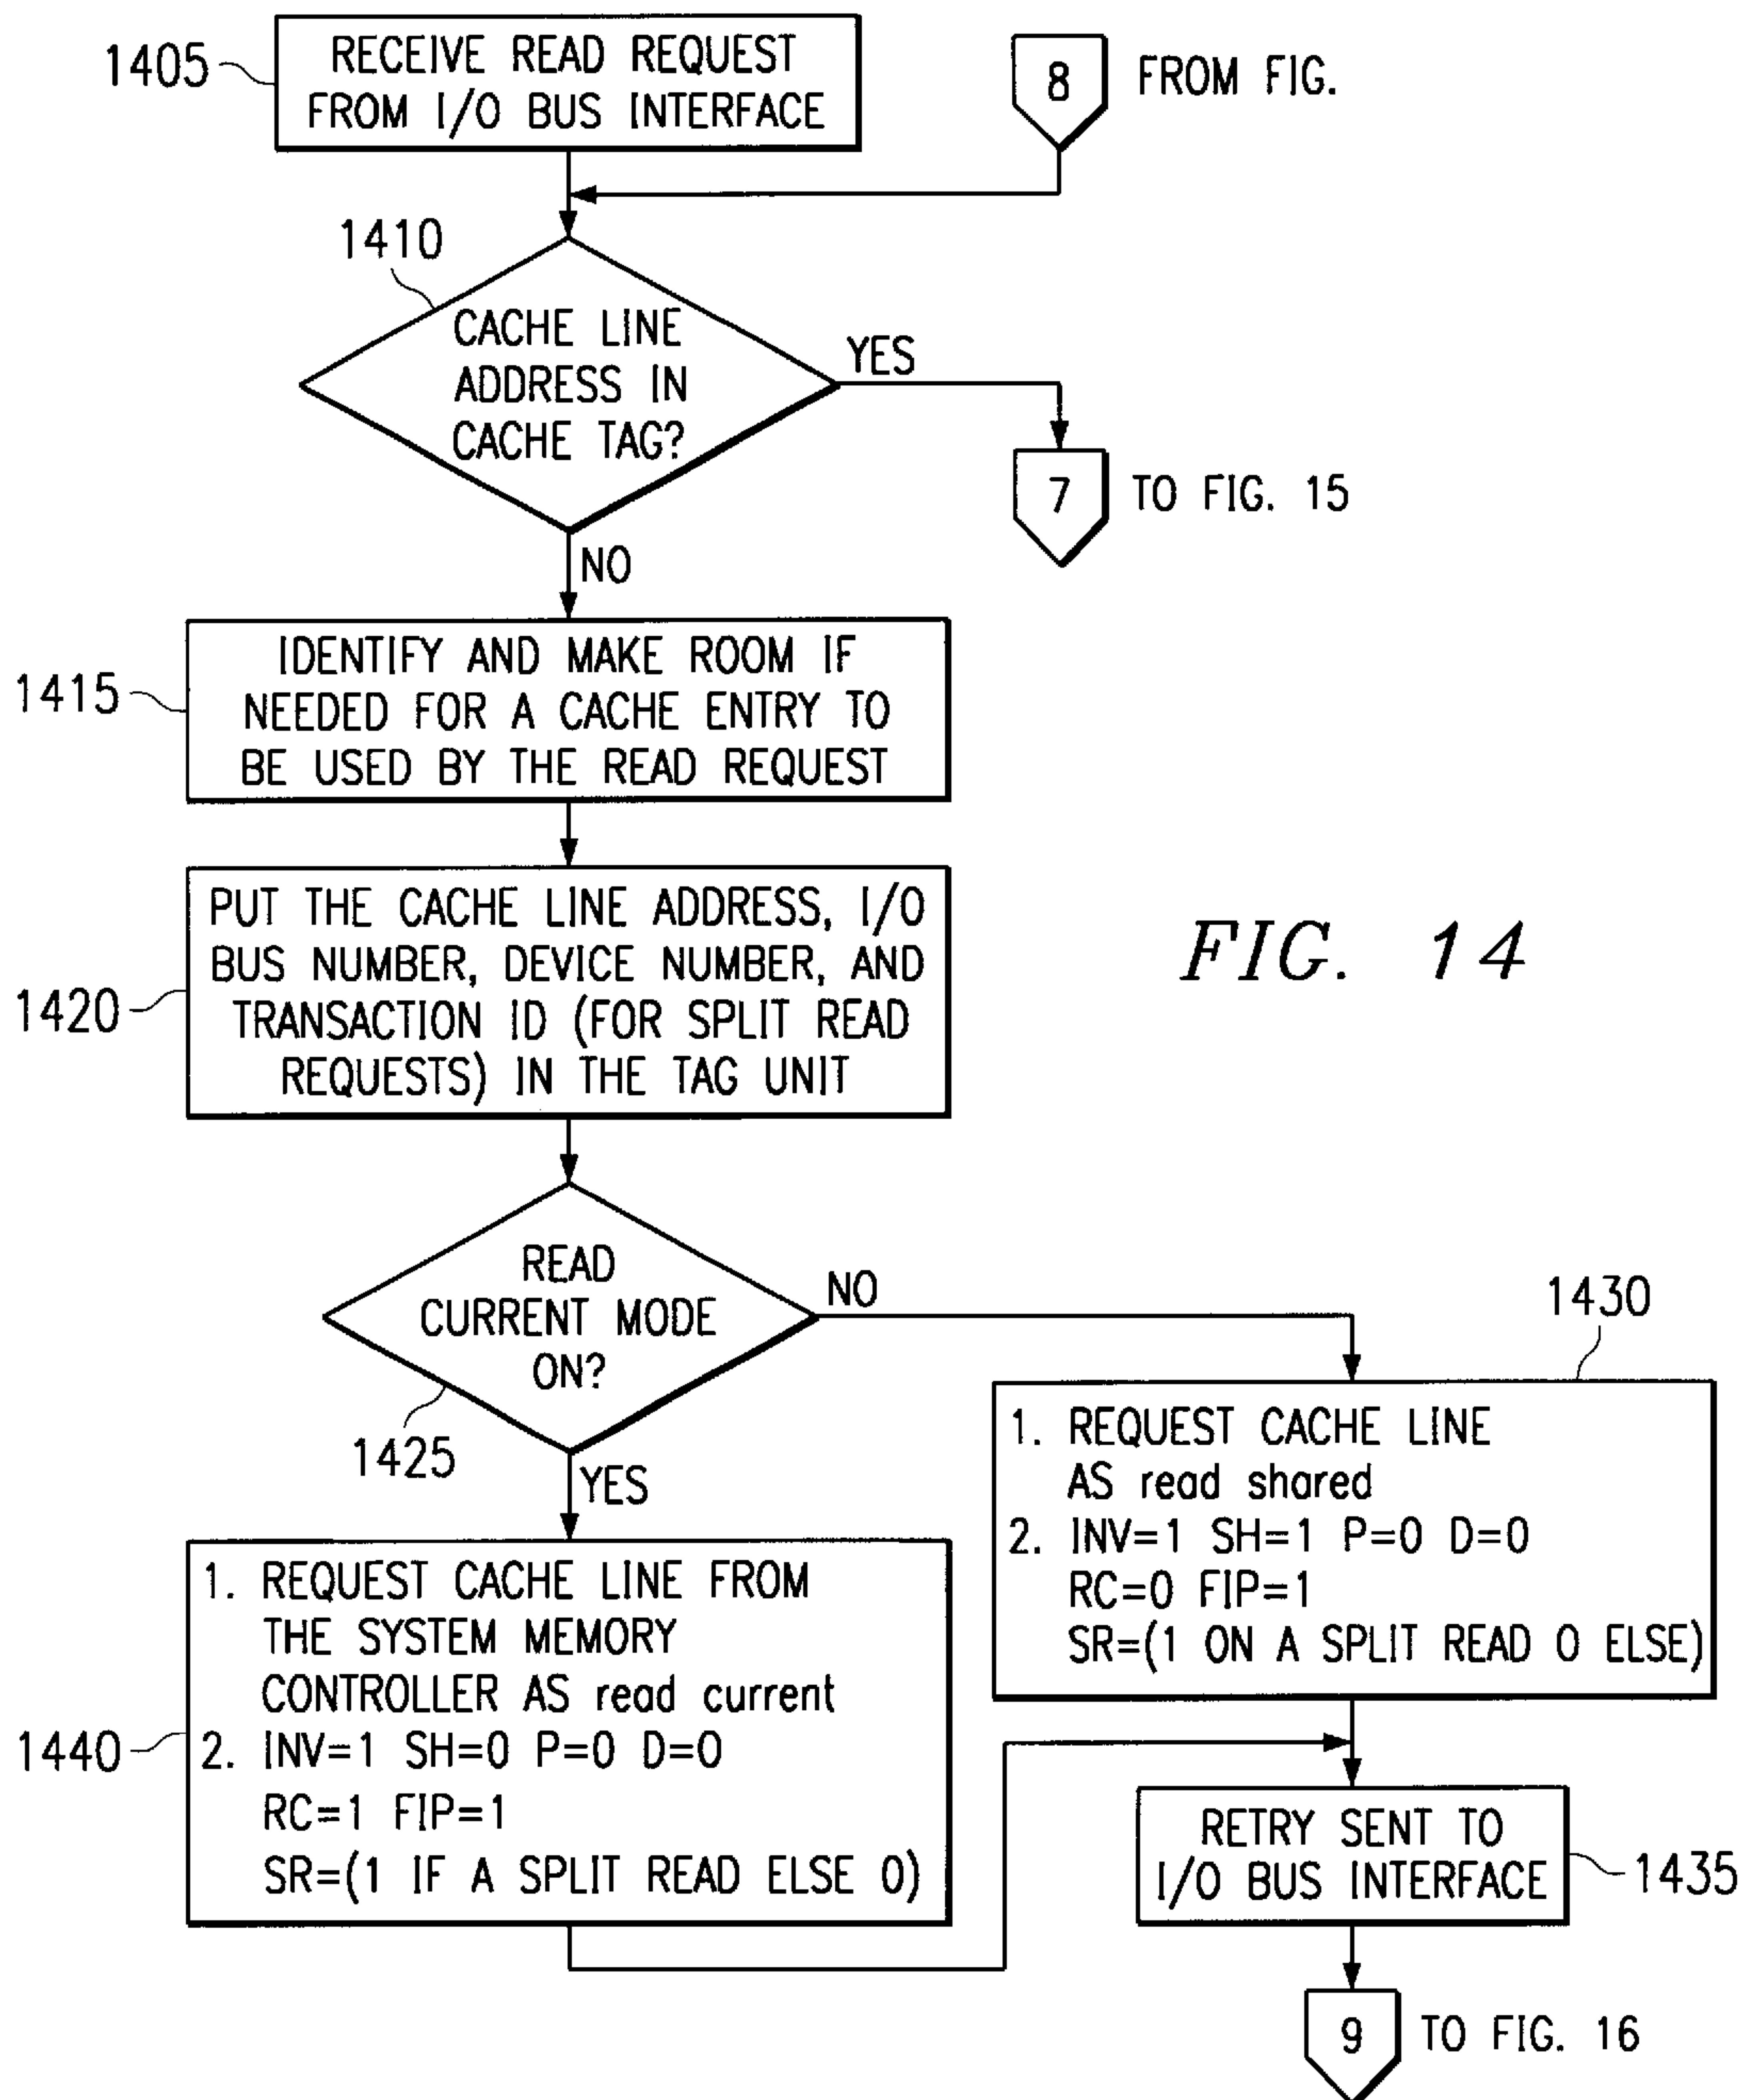 1405
RECEIVE READ REQUEST
FROM I/O BUS INTERFACE
8
FROM FIG.
1410
CACHE LINE
ADDRESS IN
CACHE TAG?
YES
7
TO FIG. 15
NO
1415
IDENTIFY AND MAKE ROOM IF
NEEDED FOR A CACHE ENTRY TO
BE USED BY THE READ REQUEST
1420
PUT THE CACHE LINE ADDRESS, I/O
BUS NUMBER, DEVICE NUMBER, AND
TRANSACTION ID (FOR SPLIT READ
REQUESTS) IN THE TAG UNIT
FIG. 14
READ
CURRENT MODE
ON?
NO
1425
YES
1430
1. REQUEST CACHE LINE
AS read shared
2. INV=1 SH=1 P=0 D=0
RC=0 FIP=1
SR=(1 ON A SPLIT READ 0 ELSE)
1440
1. REQUEST CACHE LINE FROM
THE SYSTEM MEMORY
CONTROLLER AS read current
2. INV=1 SH=0 P=0 D=0
RC=1 FIP=1
SR=(1 IF A SPLIT READ ELSE 0)
RETRY SENT TO
I/O BUS INTERFACE
1435
9
TO FIG. 16